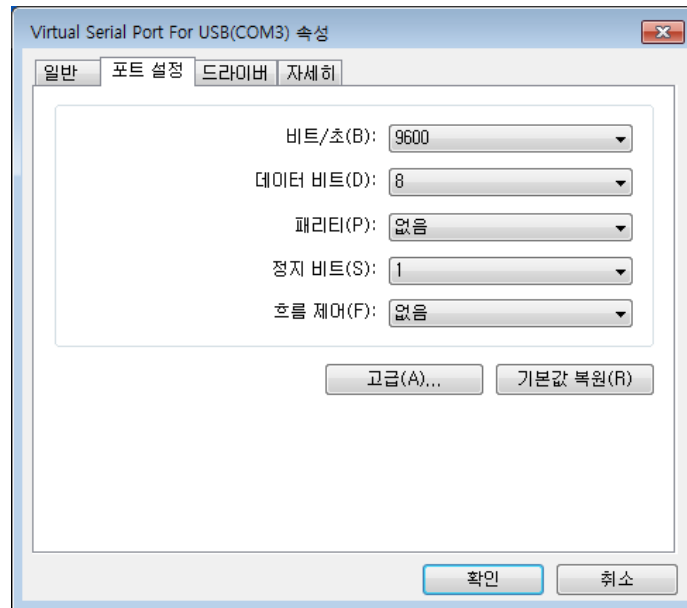 Virtual Serial Port For USB(COM3) 속성
일반 포트 설정 드라이버 자세히
비트/초(B): 9600
데이터 비트(D): 8
패리티(P): 없음
정지 비트(S): 1
흐름 제어(F): 없음
고급(A)... 기본값 복원(R)
확인 취소